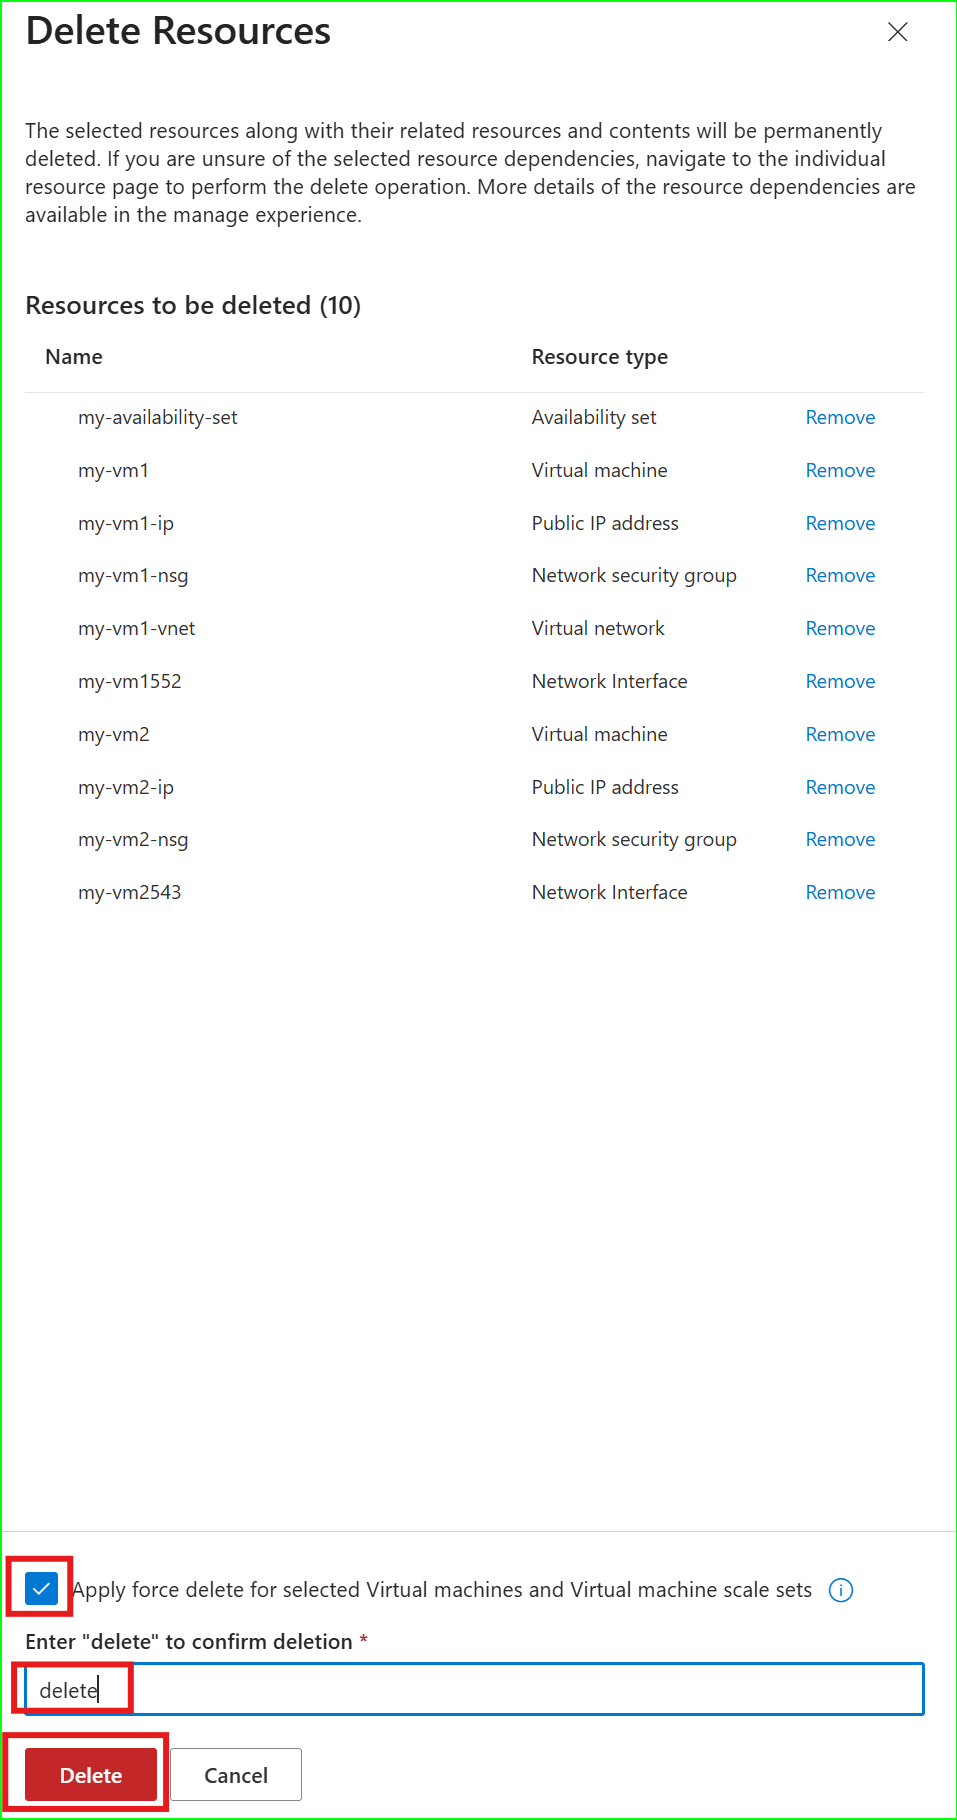 Delete Resources
The selected resources along with their related resources and contents will be permanently
deleted. If you are unsure of the selected resource dependencies, navigate to the individual
resource page to perform the delete operation. More details of the resource dependencies are
available in the manage experience.
Resources to be deleted (10)
Name Resource type
my-availability-set Availability set Remove
my-vm1 Virtual machine Remove
my-vm1-ip Public IP address Remove
my-vm1-nsg Network security group Remove
my-vm1-vnet Virtual network Remove
my-vm1552 Network Interface Remove
my-vm2 Virtual machine Remove
my-vm2-ip Public IP address Remove
my-vm2-nsg Network security group Remove
my-vm2543 Network Interface Remove
Apply force delete for selected Virtual machines and Virtual machine scale sets
Enter "delete" to confirm deletion *
delete
Delete Cancel